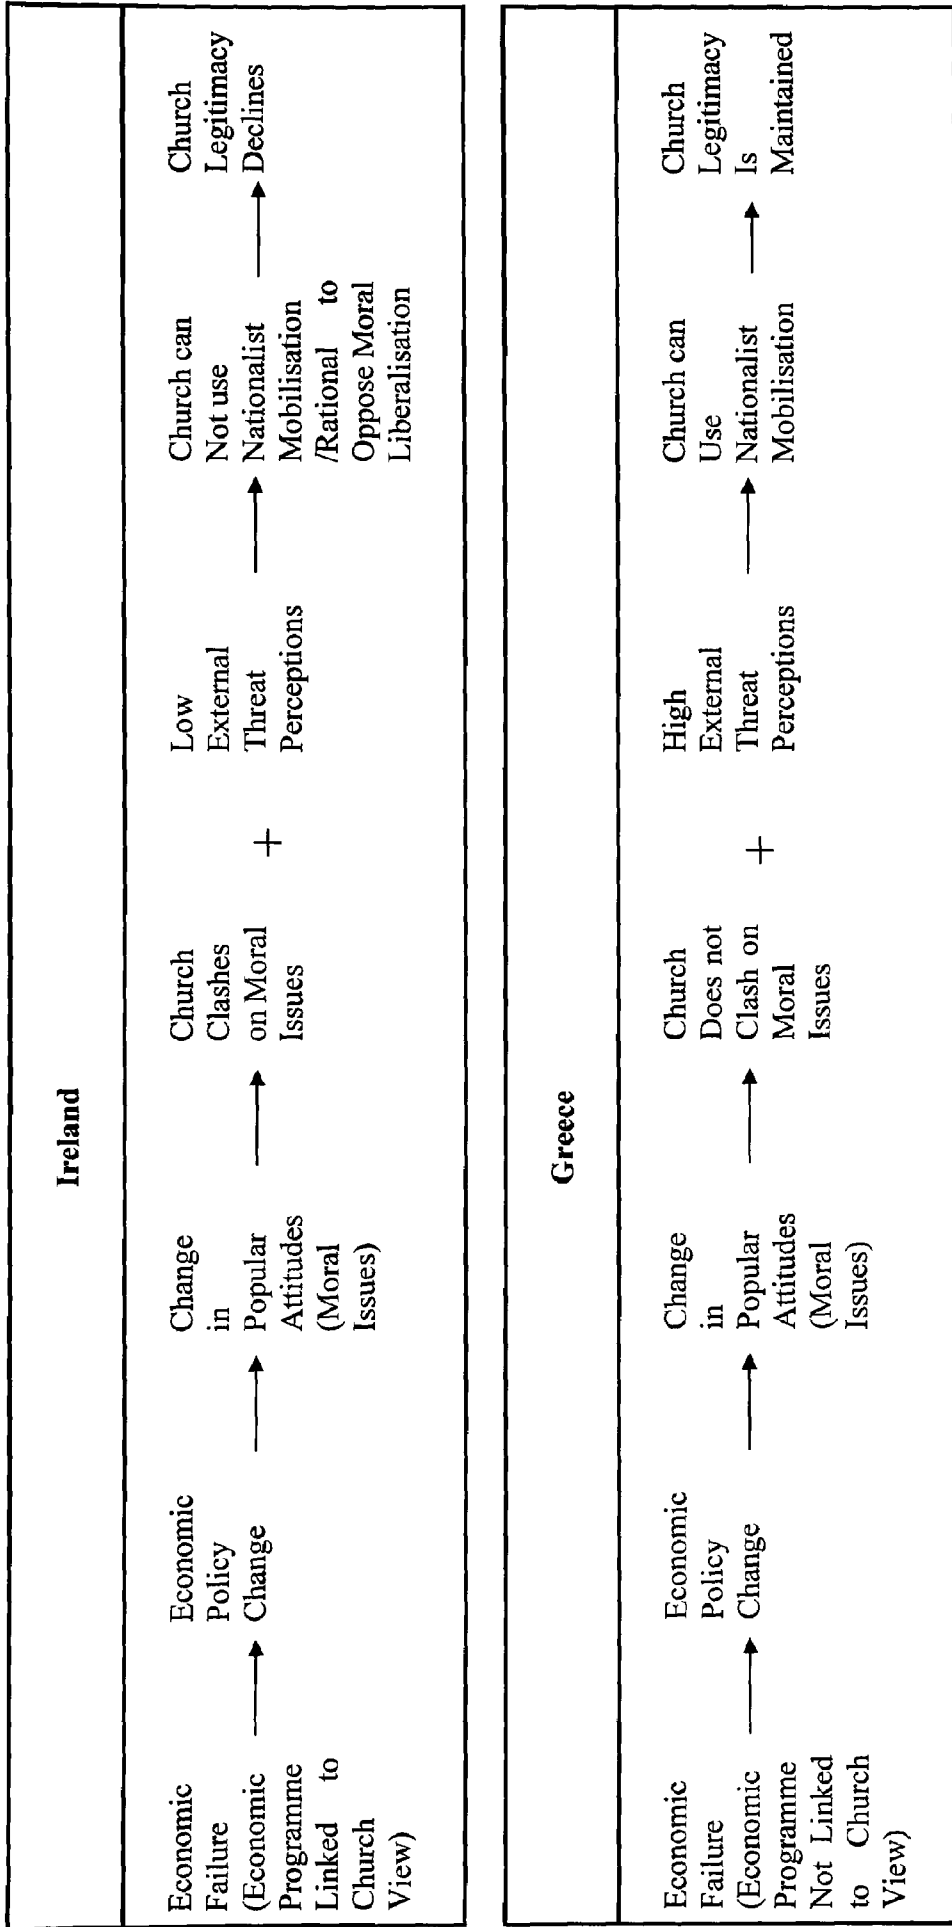 Ireland
Economic
Failure
(Economic
Programme
Linked to
Church
View)
Economic
Policy
Change
Change
in
Popular
Attitudes
(Moral
Issues)
Church
Clashes
on Moral
Issues
+
Low
External
Threat
Perceptions
Church can
Not use
Nationalist
Mobilisation
/Rational to
Oppose Moral
Liberalisation
Church
Legitimacy
Declines
Greece
Economic
Failure
(Economic
Programme
Not Linked
to Church
View)
Economic
Policy
Change
Change
in
Popular
Attitudes
(Moral
Issues)
Church
Does not
Clash on
Moral
Issues
+
High
External
Threat
Perceptions
Church can
Use
Nationalist
Mobilisation
Church
Legitimacy
Is
Maintained